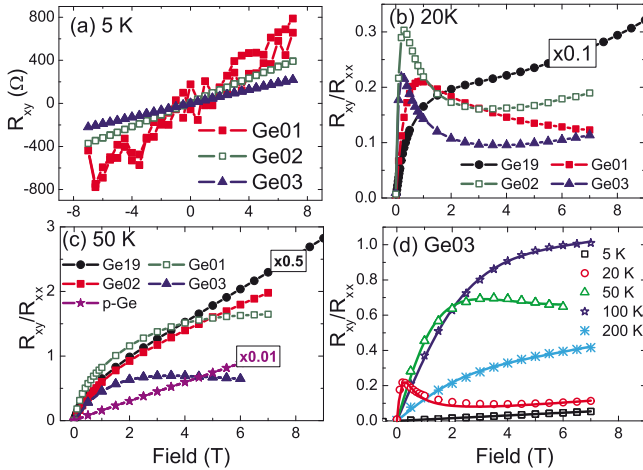 (a) 5 K
R_xy (Ω)
800
400
0
-400
-800
-8 -4 0 4 8
Ge01
Ge02
Ge03
(b) 20K
R_xy/R_xx
0.3
0.2
0.1
0.0
0 2 4 6 8
x0.1
Ge19 Ge01
Ge02 Ge03
(c) 50 K
R_xy/R_xx
3
2
1
0
0 2 4 6 8
Field (T)
Ge19 Ge01
Ge02 Ge03
p-Ge
x0.5
x0.01
(d) Ge03
R_xy/R_xx
1.0
0.8
0.6
0.4
0.2
0.0
0 2 4 6 8
Field (T)
5 K
20 K
50 K
100 K
200 K